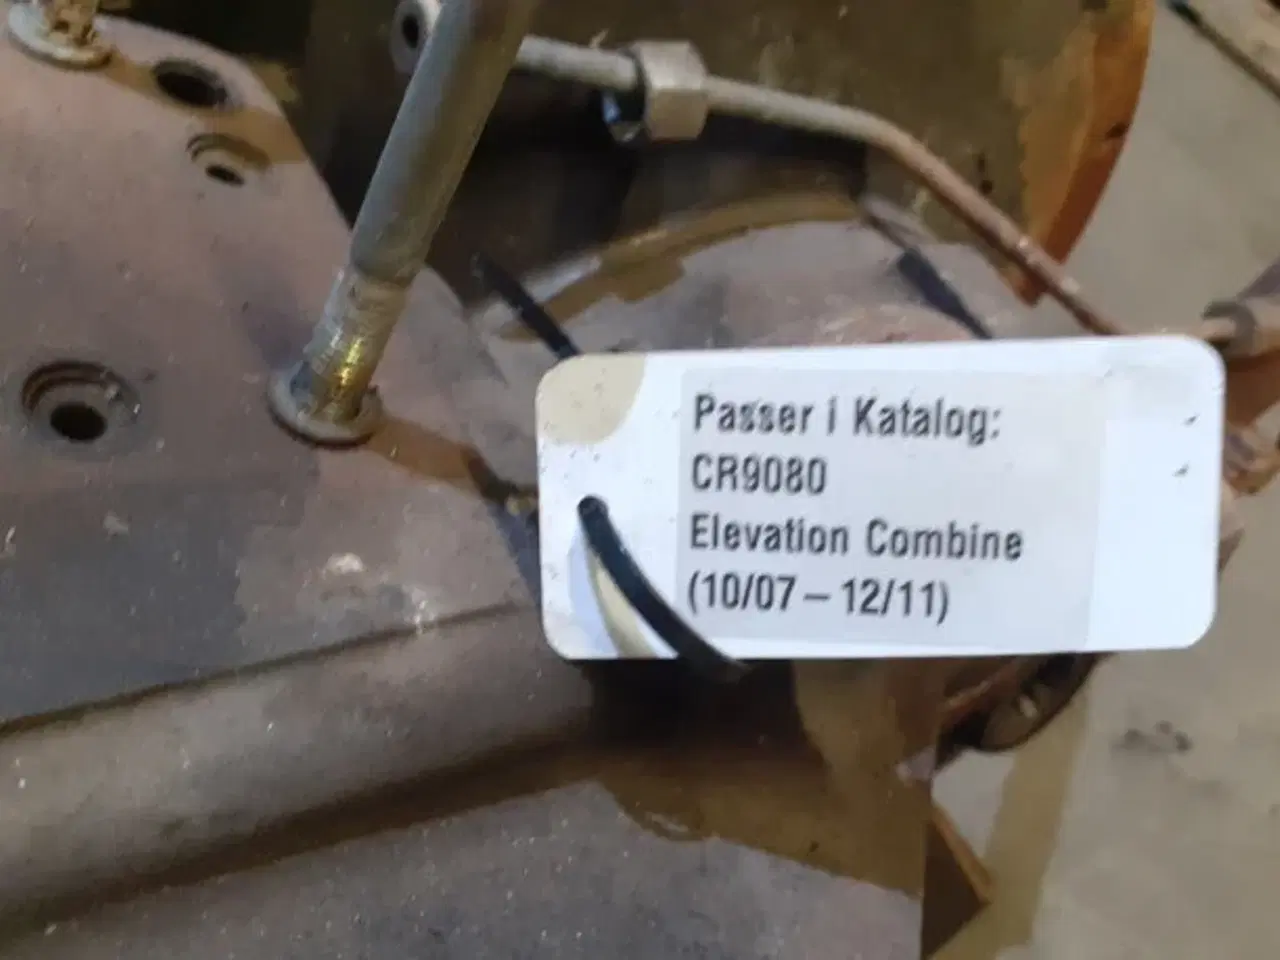 Passer i Katalog:
CR9080
Elevation Combine
(10/07 – 12/11)